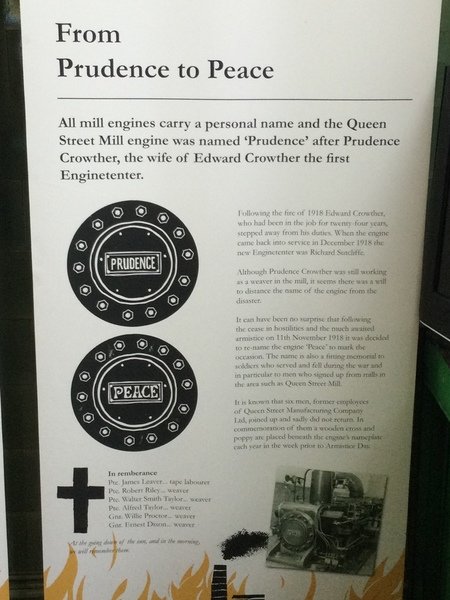 From
Prudence to Peace
All mill engines carry a personal name and the Queen
Street Mill engine was named 'Prudence' after Prudence
Crowther, the wife of Edward Crowther the first
Enginetenter.
PRUDENCE
PEACE
Following the fire of 1918 Edward Crowther,
who had been in the job for twenty-four years,
stepped away from his duties. When the engine
came back into service in December 1918 the
new Enginetenter was Richard Sutcliffe.
Although Prudence Crowther was still working
as a weaver in the mill, it seems there was a will
to distance the name of the engine from the
disaster.
It can have been no surprise that following
the cease in hostilities and the much awaited
armistice on 11th November 1918 it was decided
to re-name the engine 'Peace' to mark the
occasion. The name is also a fitting memorial to
soldiers who served and fell during the war and
in particular to men who signed up from mills in
the area such as Queen Street Mill.
It is known that six men, former employees
of Queen Street Manufacturing Company
Ltd, joined up and sadly did not return. In
commemoration of them a wooden cross and
poppy are placed beneath the engine's nameplate
each year in the week prior to Armistice Day.
In rememberance
Pte. James Leaver... tape labourer
Pte. Robert Riley... weaver
Pte. Walter Smith Taylor... weaver
Pte. Alfred Taylor... weaver
Gnr. Willie Proctor... weaver
Gnr. Ernest Dixon... weaver
At the going down of the sun, and in the morning,
we will remember them.